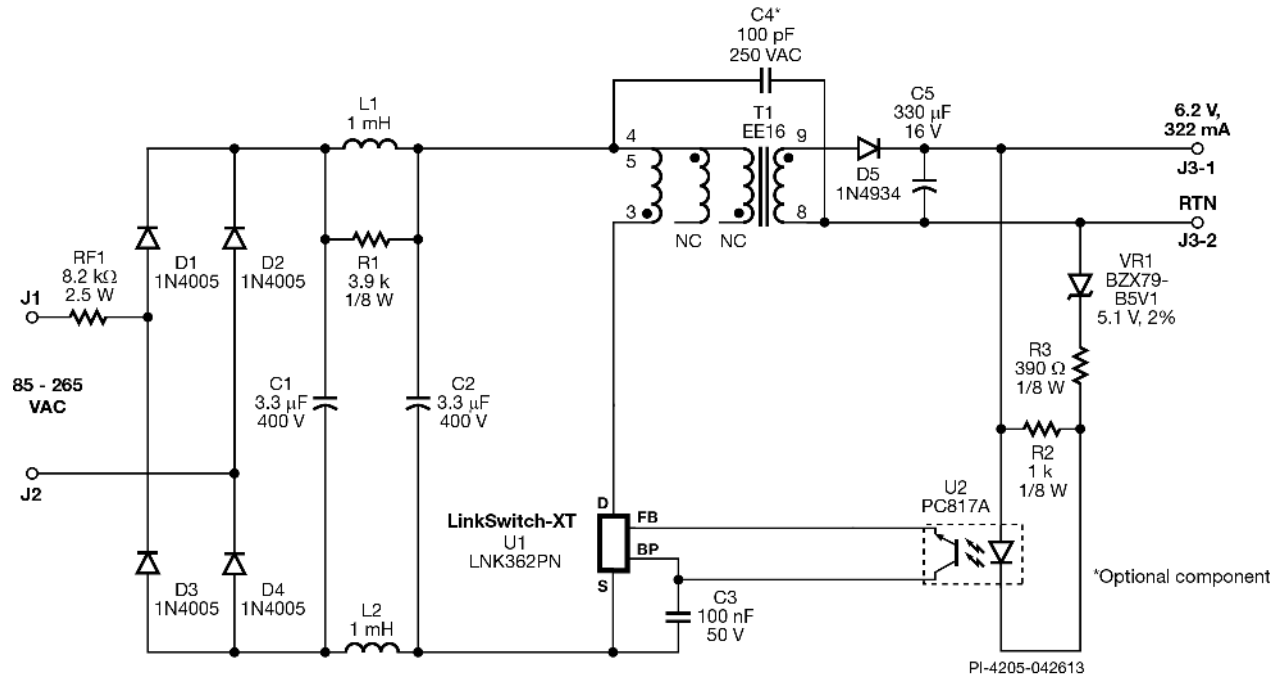 C4*
100 pF
250 VAC
L1
1 mH
T1
EE16
C5
330 µF
16 V
6.2 V,
322 mA
J3-1
4
5
3
9
8
D5
1N4934
RTN
J3-2
NC
NC
RF1
8.2 kΩ
2.5 W
J1
D1
1N4005
D2
1N4005
R1
3.9 k
1/8 W
VR1
BZX79-
B5V1
5.1 V, 2%
R3
390 Ω
1/8 W
85 - 265
VAC
C1
3.3 µF
400 V
C2
3.3 µF
400 V
R2
1 k
1/8 W
J2
LinkSwitch-XT
U1
LNK362PN
D
FB
BP
S
U2
PC817A
D3
1N4005
D4
1N4005
L2
1 mH
C3
100 nF
50 V
*Optional component
PI-4205-042613